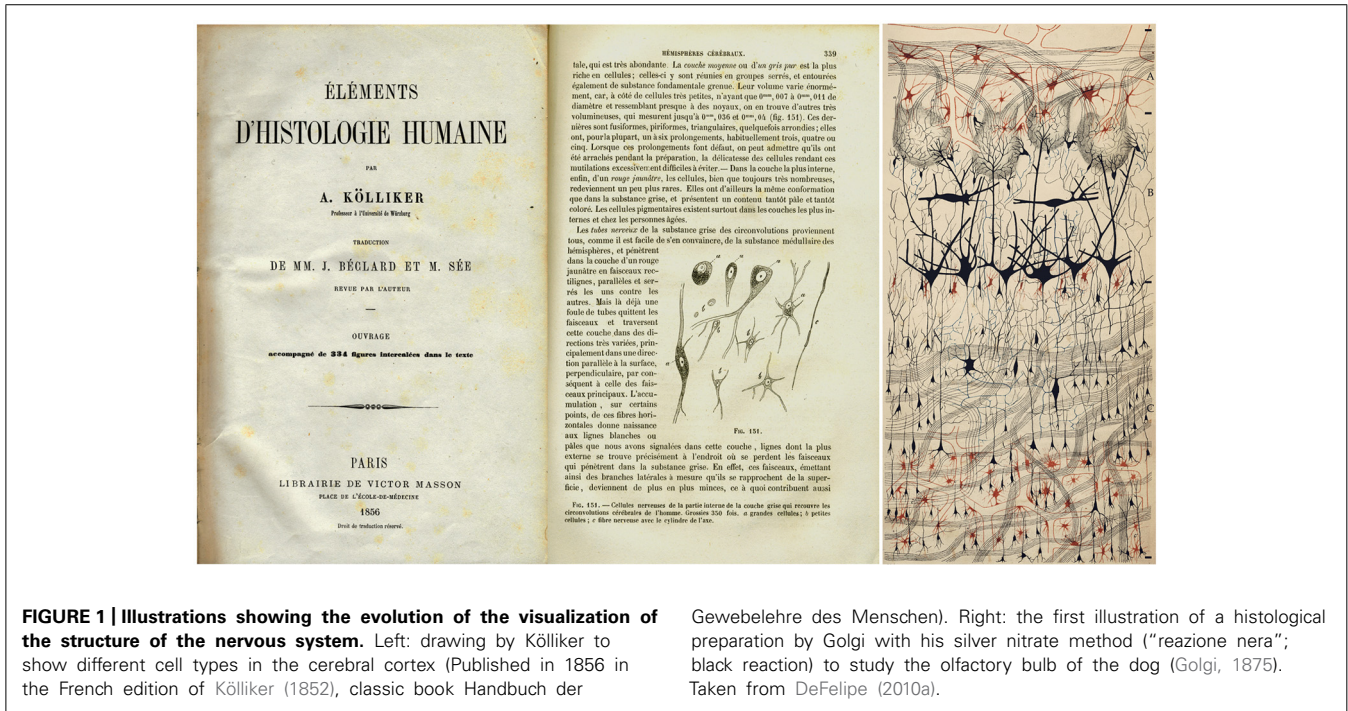 ÉLÉMENTS
D'HISTOLOGIE HUMAINE
PAR
A. KÖLLIKER
Professeur à l'Université de Würzburg
TRADUCTION
DE MM. J. BÉCLARD ET M. SÉE
REVUE PAR L'AUTEUR
OUVRAGE
accompagné de 334 figures intercalées dans le texte
PARIS
LIBRAIRIE DE VICTOR MASSON
PLACE DE L'ÉCOLE-DE-MÉDECINE
1856
Droit de traduction réservé.
HÉMISPHÈRES CÉRÉBRAUX. 339
tale, qui est très abondante. La couche moyenne ou d'un gris pur est la plus
riche en cellules; celles-ci y sont réunies en groupes serrés, et entourées
également de substance fondamentale grenue. Leur volume varie énormé-
ment, car, à côté de cellules très petites, n'ayant que 0mm,007 à 0mm,011 de
diamètre et ressemblant presque à des noyaux, on en trouve d'autres très
volumineuses, qui mesurent jusqu'à 0mm,036 et 0mm,04 (fig. 151). Ces der-
nières sont fusiformes, piriformes, triangulaires, quelquefois arrondies; elles
ont, pour la plupart, un à six prolongements, habituellement trois, quatre ou
cinq. Lorsque ces prolongements font défaut, on peut admettre qu'ils ont
été arrachés pendant la préparation, la délicatesse des cellules rendant ces
mutilations excessivement difficiles à éviter.— Dans la couche la plus interne,
enfin, d'un rouge jaunâtre, les cellules, bien que toujours très nombreuses,
redeviennent un peu plus rares. Elles ont d'ailleurs la même conformation
que dans la substance grise, et présentent un contenu tantôt pâle et tantôt
coloré. Les cellules pigmentaires existent surtout dans les couches les plus in-
ternes et chez les personnes âgées.
Les tubes nerveux de la substance grise des circonvolutions proviennent
tous, comme il est facile de s'en convaincre, de la substance médullaire des
hémisphères, et pénètrent
dans la couche d'un rouge
jaunâtre en faisceaux rec-
tilignes, parallèles et ser-
rés les uns contre les
autres. Mais là déjà une
foule de tubes quittent les
faisceaux et traversent
cette couche dans des di-
rections très variées, prin-
cipalement dans une direc-
tion parallèle à la surface,
perpendiculaire, par con-
séquent à celle des fais-
ceaux principaux. L'accu-
mulation, sur certains
points, de ces fibres hori-
zontales donne naissance
aux lignes blanches ou
FIG. 151.
pâles que nous avons signalées dans cette couche, lignes dont la plus
externe se trouve précisément à l'endroit où se perdent les faisceaux
qui pénètrent dans la substance grise. En effet, ces faisceaux, émettant
ainsi des branches latérales à mesure qu'ils se rapprochent de la super-
ficie, deviennent de plus en plus minces, ce à quoi contribuent aussi
FIG. 151. — Cellules nerveuses de la partie interne de la couche grise qui recouvre les
circonvolutions cérébrales de l'homme. Grossies 350 fois. a grandes cellules; b petites
cellules; c fibre nerveuse avec le cylindre de l'axe.
A
B
C
FIGURE 1 | Illustrations showing the evolution of the visualization of
the structure of the nervous system. Left: drawing by Kölliker to
show different cell types in the cerebral cortex (Published in 1856 in
the French edition of Kölliker (1852), classic book Handbuch der
Gewebelehre des Menschen). Right: the first illustration of a histological
preparation by Golgi with his silver nitrate method (“reazione nera”;
black reaction) to study the olfactory bulb of the dog (Golgi, 1875).
Taken from DeFelipe (2010a).